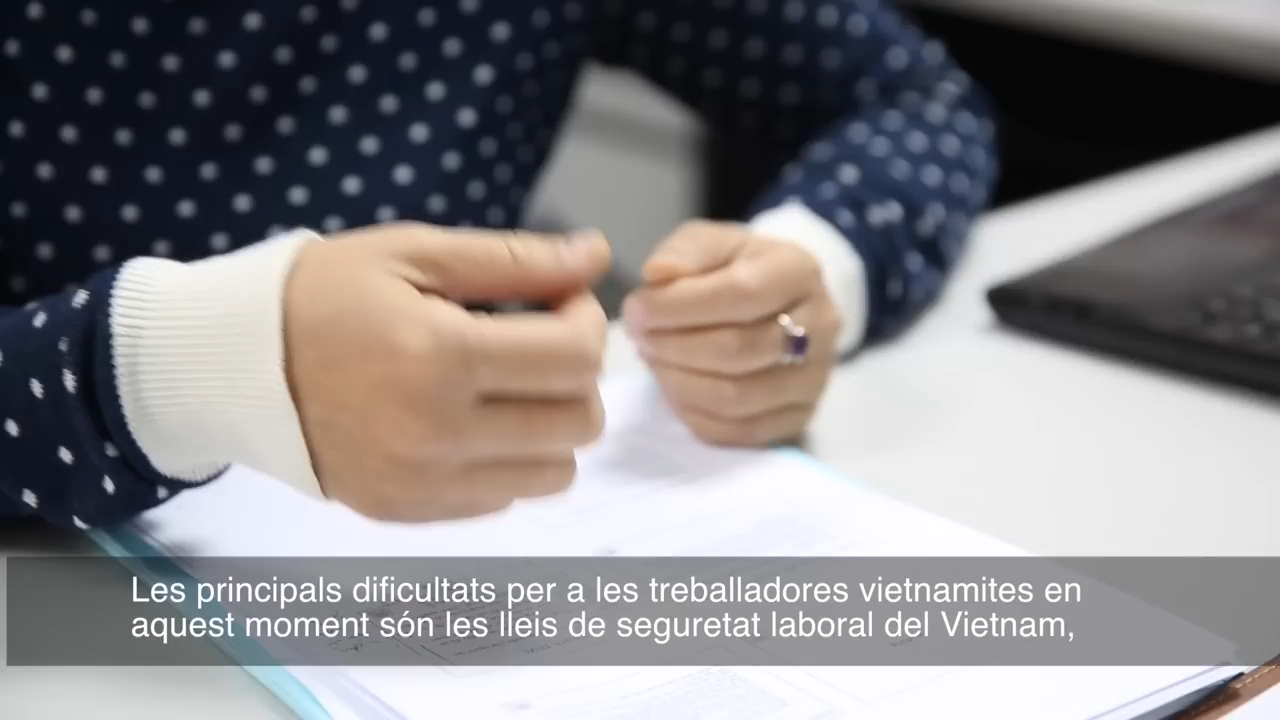 Les principals dificultats per a les treballadores vietnamites en
aquest moment són les lleis de seguretat laboral del Vietnam,